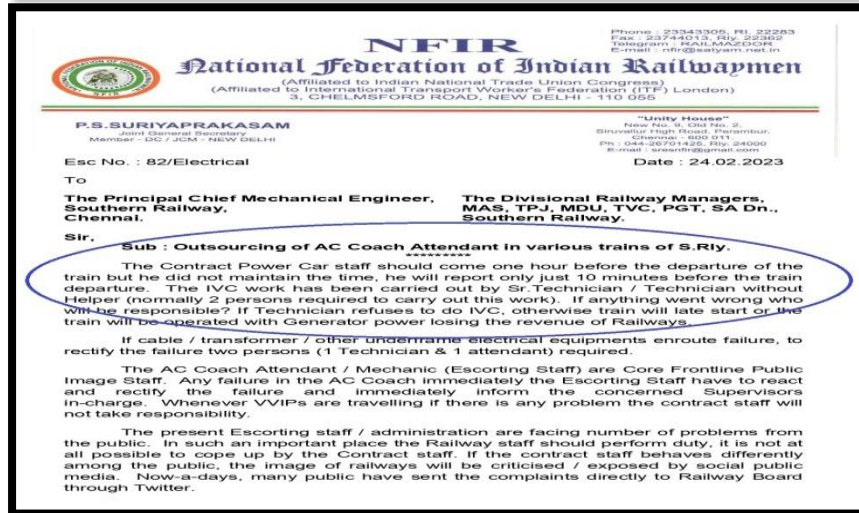 NFIR
Phone : 23343305, RI. 22283
Fax : 23744013, Rly. 22362
Telegram : RAILMAZDOR
E-mail : nfir@satyam.net.in
National Federation of Indian Railwaymen
(Affiliated to Indian National Trade Union Congress)
(Affiliated to International Transport Worker's Federation (ITF) London)
3, CHELMSFORD ROAD, NEW DELHI - 110 055
NFIR
P.S.SURIYAPRAKASAM
Joint General Secretary
Member - DC / JCM - NEW DELHI
"Unity House"
New No. 9, Old No. 2,
Siruvallur High Road, Perambur,
Chennai - 600 011.
Ph : 044-26701425, Rly. 24000
E-mail : sresnfir@gmail.com
Esc No. : 82/Electrical
Date : 24.02.2023
To
The Principal Chief Mechanical Engineer,
Southern Railway,
Chennai.
The Divisional Railway Managers,
MAS, TPJ, MDU, TVC, PGT, SA Dn.,
Southern Railway.
Sir,
Sub : Outsourcing of AC Coach Attendant in various trains of S.Rly.
*********
The Contract Power Car staff should come one hour before the departure of the
train but he did not maintain the time, he will report only just 10 minutes before the train
departure. The IVC work has been carried out by Sr.Technician / Technician without
Helper (normally 2 persons required to carry out this work). If anything went wrong who
will be responsible? If Technician refuses to do IVC, otherwise train will late start or the
train will be operated with Generator power losing the revenue of Railways.
If cable / transformer / other underframe electrical equipments enroute failure, to
rectify the failure two persons (1 Technician & 1 attendant) required.
The AC Coach Attendant / Mechanic (Escorting Staff) are Core Frontline Public
Image Staff. Any failure in the AC Coach immediately the Escorting Staff have to react
and rectify the failure and immediately inform the concerned Supervisors
in-charge. Whenever VVIPs are travelling if there is any problem the contract staff will
not take responsibility.
The present Escorting staff / administration are facing number of problems from
the public. In such an important place the Railway staff should perform duty, it is not at
all possible to cope up by the Contract staff. If the contract staff behaves differently
among the public, the image of railways will be criticised / exposed by social public
media. Now-a-days, many public have sent the complaints directly to Railway Board
through Twitter.